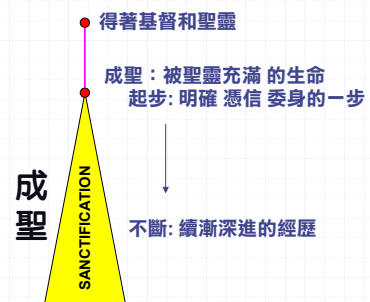 得著基督和聖靈
成聖：被聖靈充滿 的生命
起步: 明確 憑信 委身的一步
成聖
SANCTIFICATION
不斷: 續漸深進的經歷